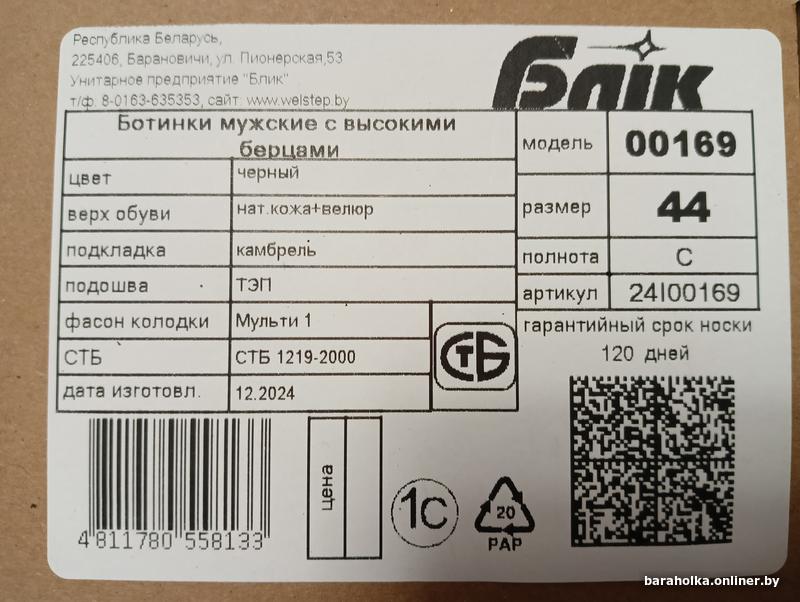 Республика Беларусь,
225406, Барановичи, ул. Пионерская,53
Унитарное предприятие "Блик"
т/ф: 8-0163-635353, сайт: www.welstep.by
Блiк
Ботинки мужские с высокими
берцами
цвет черный
верх обуви нат.кожа+велюр
подкладка камбрель
подошва ТЭП
фасон колодки Мульти 1
СТБ СТБ 1219-2000
дата изготовл. 12.2024
СТБ
модель 00169
размер 44
полнота С
артикул 24I00169
гарантийный срок носки
120 дней
4 811780 558133
цена
1С
20
PAP
baraholka.onliner.by